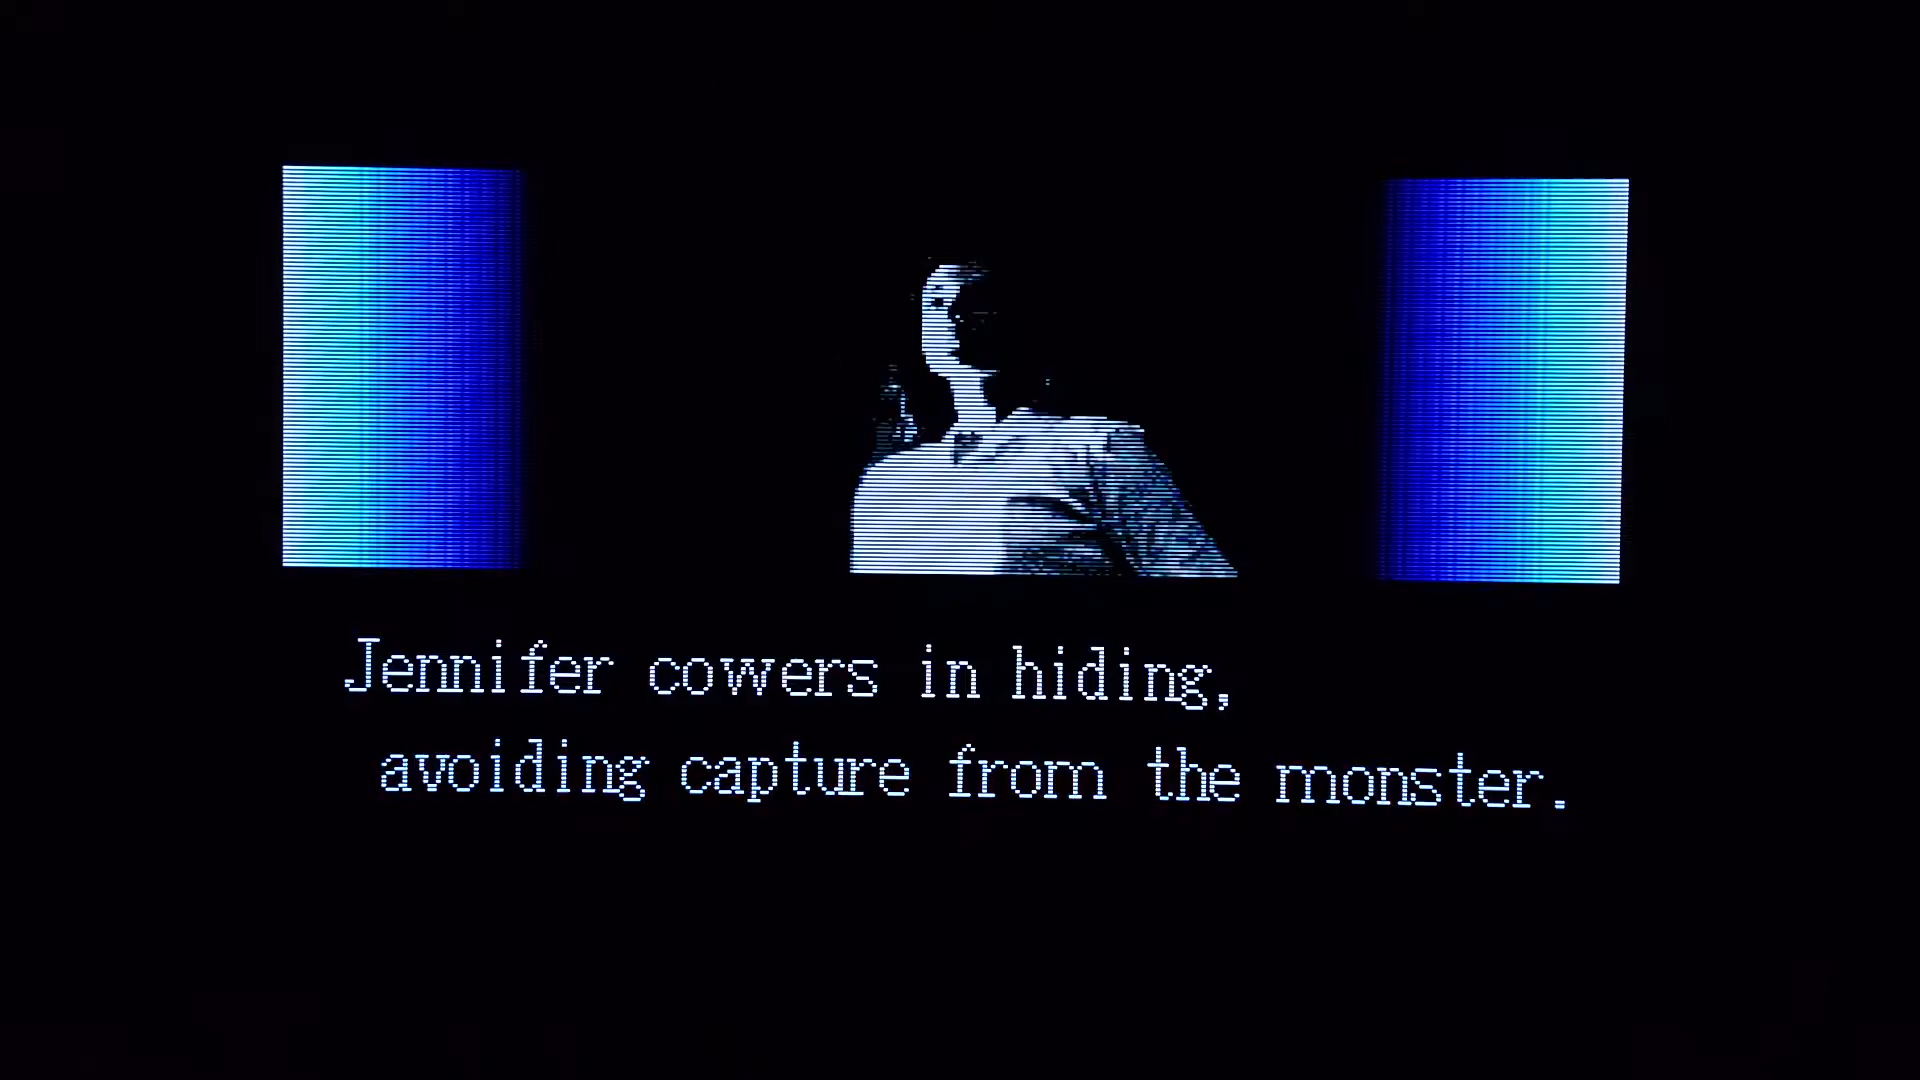 Jennifer cowers in hiding,
avoiding capture from the monster.